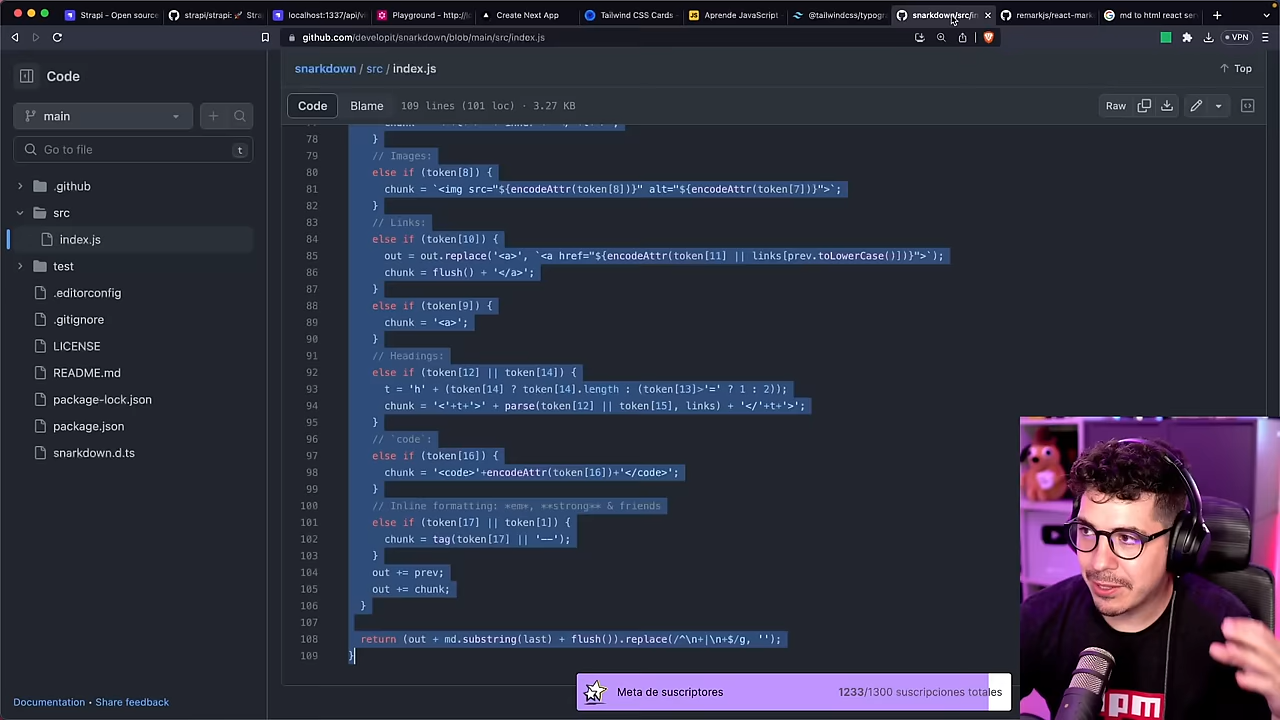 Strapi - Open source
strapi/strapi: 🚀 Stra
localhost:1337/api/v
Playground – http://l
Create Next App
Tailwind CSS Cards -
Aprende JavaScript
@tailwindcss/typogr
snarkdown/src/in
remarkjs/react-mark
md to html react ser
github.com/developit/snarkdown/blob/main/src/index.js
VPN
Code
snarkdown / src / index.js
Top
main
Code Blame 109 lines (101 loc) · 3.27 KB
Raw
Go to file
t
.github
src
index.js
test
.editorconfig
.gitignore
LICENSE
README.md
package-lock.json
package.json
snarkdown.d.ts
Documentation • Share feedback
78 }
79 // Images:
80 else if (token[8]) {
81 chunk = `<img src="${encodeAttr(token[8])}" alt="${encodeAttr(token[7])}">`;
82 }
83 // Links:
84 else if (token[10]) {
85 out = out.replace('<a>', `<a href="${encodeAttr(token[11] || links[prev.toLowerCase()])}">`);
86 chunk = flush() + '</a>';
87 }
88 else if (token[9]) {
89 chunk = '<a>';
90 }
91 // Headings:
92 else if (token[12] || token[14]) {
93 t = 'h' + (token[14] ? token[14].length : (token[13]>'=' ? 1 : 2));
94 chunk = '<'+t+'>' + parse(token[12] || token[15], links) + '</'+t+'>';
95 }
96 // `code`:
97 else if (token[16]) {
98 chunk = '<code>'+encodeAttr(token[16])+'</code>';
99 }
100 // Inline formatting: *em*, **strong** & friends
101 else if (token[17] || token[1]) {
102 chunk = tag(token[17] || '--');
103 }
104 out += prev;
105 out += chunk;
106 }
107
108 return (out + md.substring(last) + flush()).replace(/^\n+|\n+$/g, '');
109 }
Meta de suscriptores 1233/1300 suscripciones totales
npm